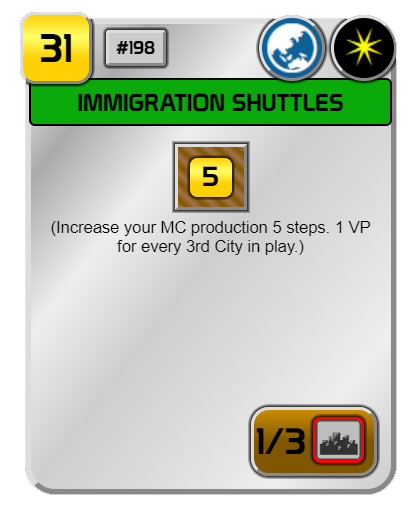 31
#198
IMMIGRATION SHUTTLES
5
(Increase your MC production 5 steps. 1 VP
for every 3rd City in play.)
1/3